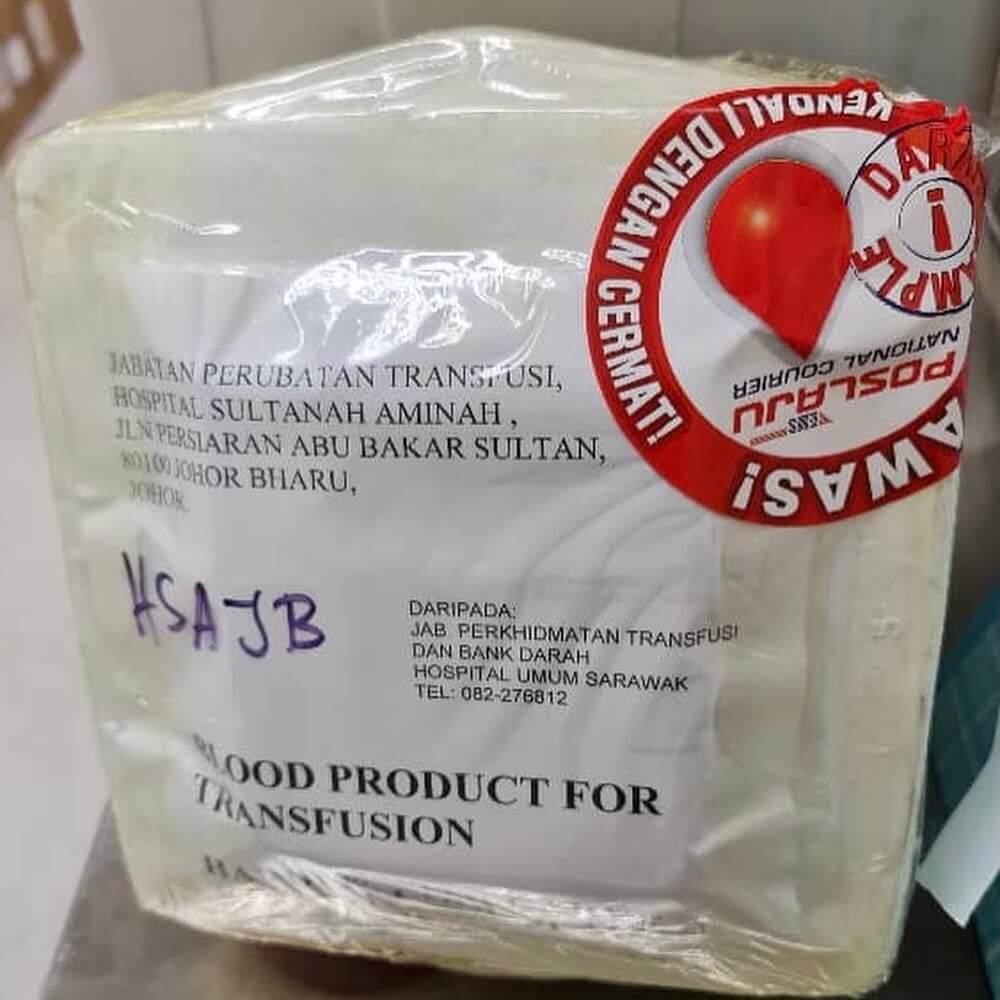 JABATAN PERUBATAN TRANSFUSI,
HOSPITAL SULTANAH AMINAH ,
JLN PERSIARAN ABU BAKAR SULTAN,
80100 JOHOR BHARU,
JOHOR.
HSAJB
DARIPADA:
JAB. PERKHIDMATAN TRANSFUSI
DAN BANK DARAH
HOSPITAL UMUM SARAWAK
TEL: 082-276812
BLOOD PRODUCT FOR
TRANSFUSION
AWAS!
KENDALI DENGAN CERMAT!
EMS
POSLAJU
NATIONAL COURIER